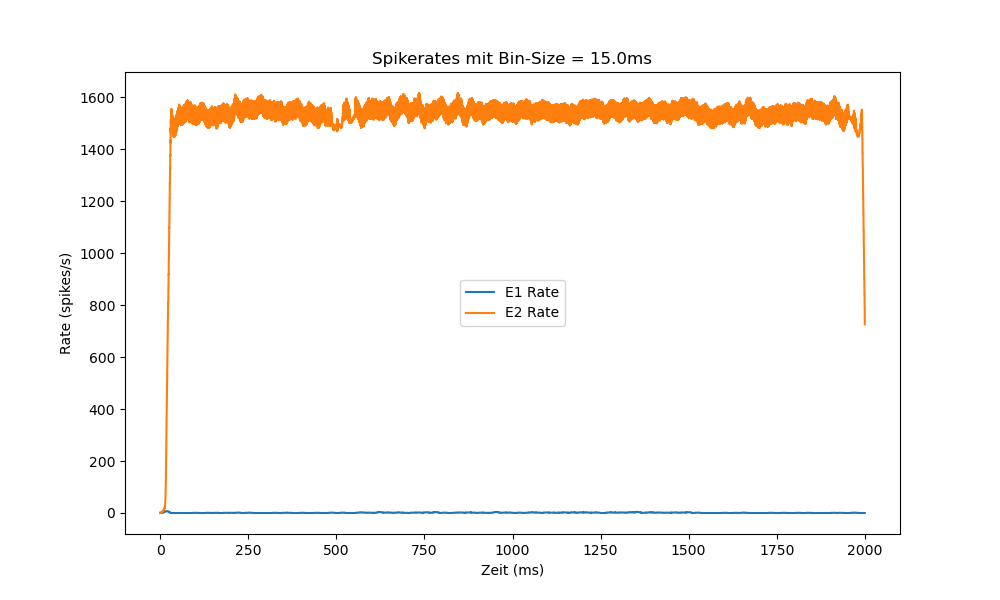 Spikerates mit Bin-Size = 15.0ms
1600
1400
1200
1000
800
600
400
200
0
Rate (spikes/s)
E1 Rate
E2 Rate
0 250 500 750 1000 1250 1500 1750 2000
Zeit (ms)